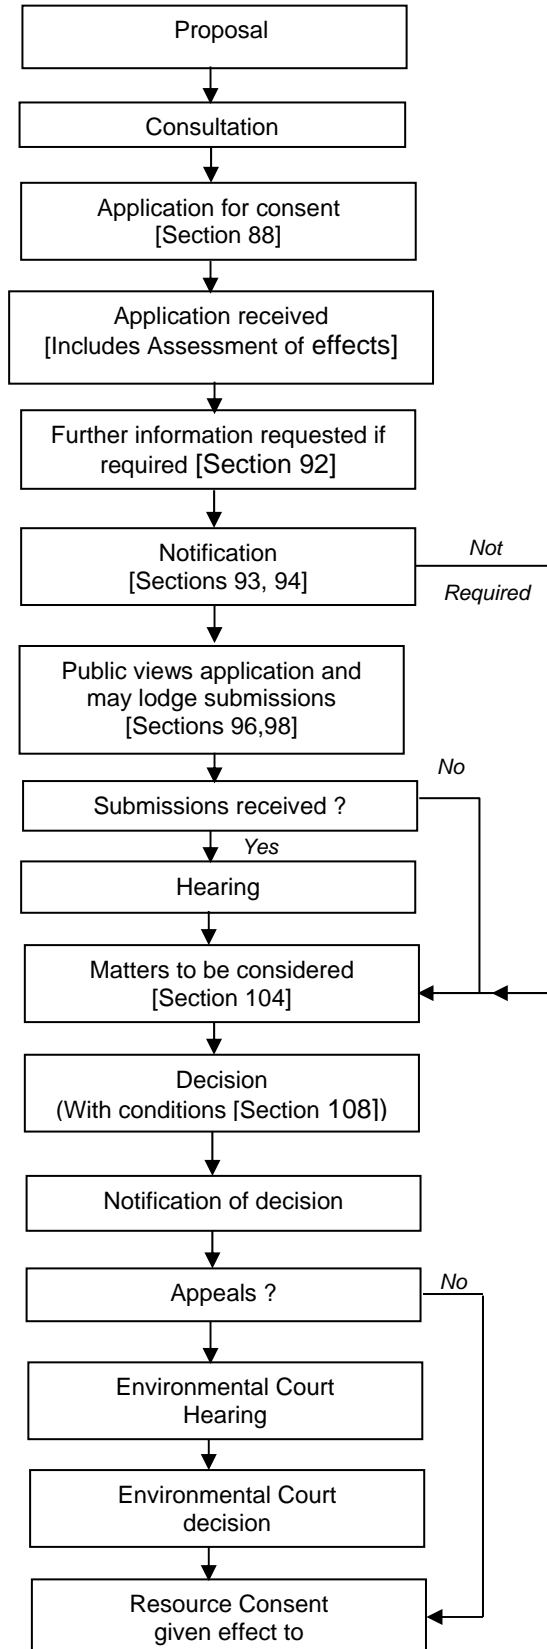 Proposal
Consultation
Application for consent
[Section 88]
Application received
[Includes Assessment of effects]
Further information requested if
required [Section 92]
Notification
[Sections 93, 94]
Not
Required
Public views application and
may lodge submissions
[Sections 96,98]
No
Submissions received ?
Yes
Hearing
Matters to be considered
[Section 104]
Decision
(With conditions [Section 108])
Notification of decision
Appeals ?
No
Environmental Court
Hearing
Environmental Court
decision
Resource Consent
given effect to